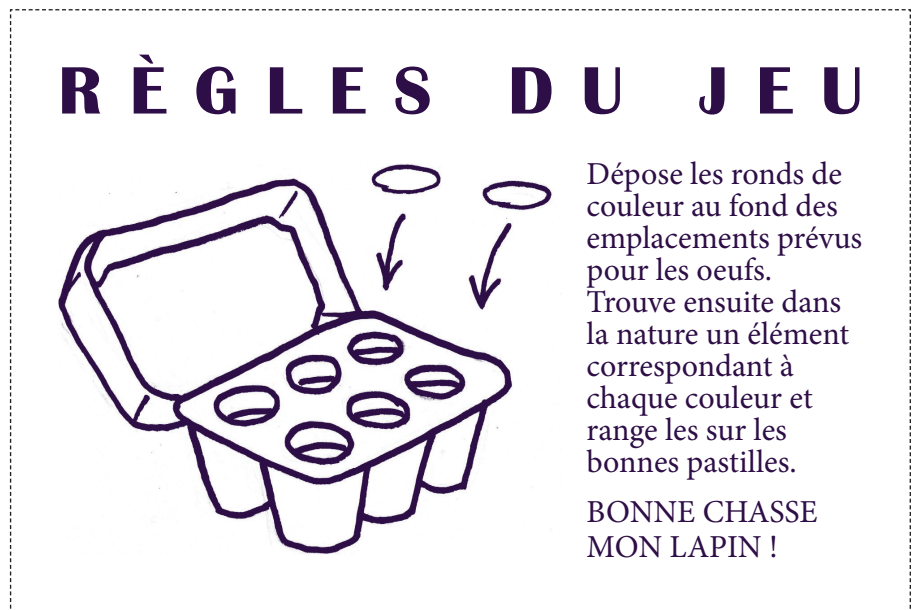 RÈGLES DU JEU
Dépose les ronds de
couleur au fond des
emplacements prévus
pour les oeufs.
Trouve ensuite dans
la nature un élément
correspondant à
chaque couleur et
range les sur les
bonnes pastilles.
BONNE CHASSE
MON LAPIN !